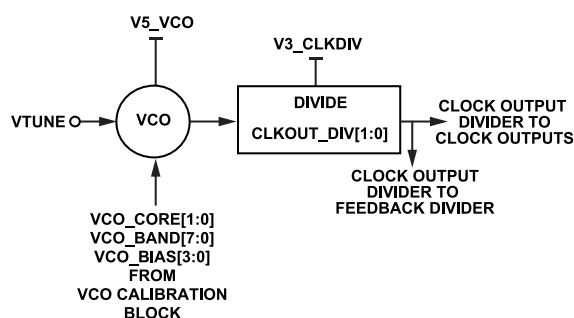 V5_VCO
V3_CLKDIV
VTUNE
VCO
DIVIDE
CLKOUT_DIV[1:0]
CLOCK OUTPUT
DIVIDER TO
CLOCK OUTPUTS
CLOCK OUTPUT
DIVIDER TO
FEEDBACK DIVIDER
VCO_CORE[1:0]
VCO_BAND[7:0]
VCO_BIAS[3:0]
FROM
VCO CALIBRATION
BLOCK